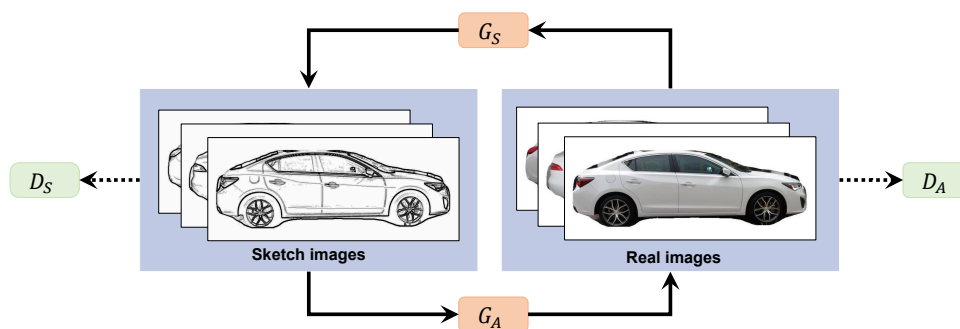 G_S
D_S
D_A
Sketch images
Real images
G_A